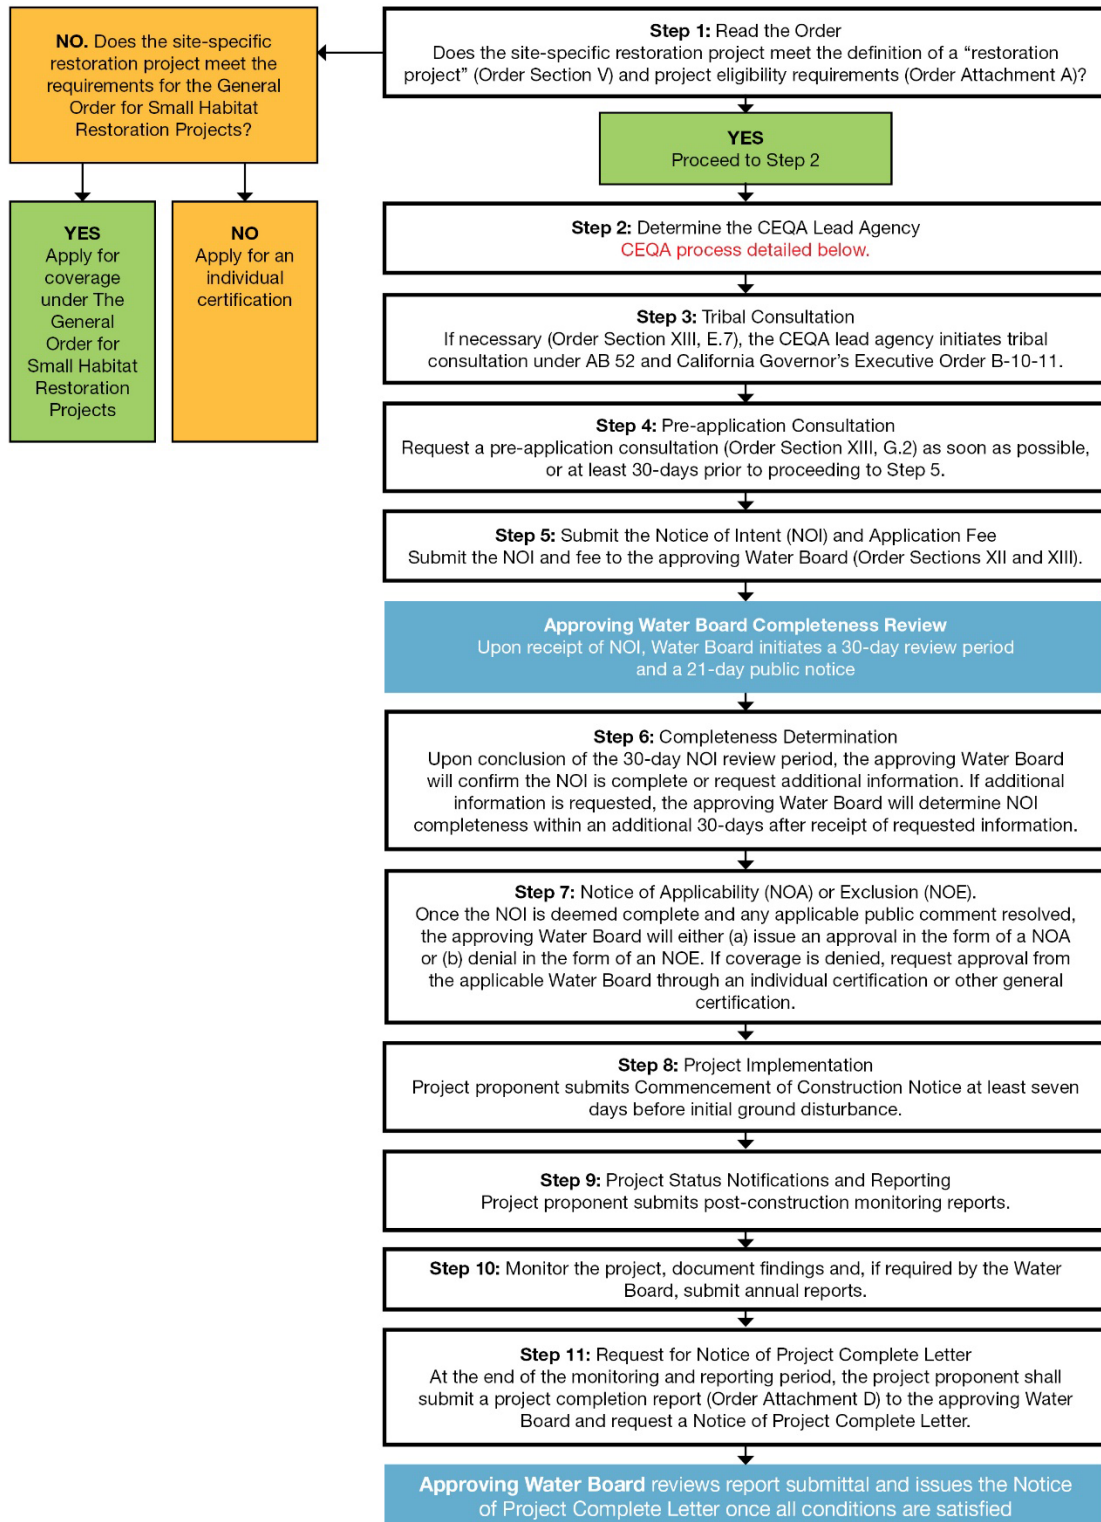 NO. Does the site-specific
restoration project meet the
requirements for the General
Order for Small Habitat
Restoration Projects?
YES
Apply for
coverage
under The
General
Order for
Small Habitat
Restoration
Projects
NO
Apply for an
individual
certification
Step 1: Read the Order
Does the site-specific restoration project meet the definition of a “restoration
project” (Order Section V) and project eligibility requirements (Order Attachment A)?
YES
Proceed to Step 2
Step 2: Determine the CEQA Lead Agency
CEQA process detailed below.
Step 3: Tribal Consultation
If necessary (Order Section XIII, E.7), the CEQA lead agency initiates tribal
consultation under AB 52 and California Governor’s Executive Order B-10-11.
Step 4: Pre-application Consultation
Request a pre-application consultation (Order Section XIII, G.2) as soon as possible,
or at least 30-days prior to proceeding to Step 5.
Step 5: Submit the Notice of Intent (NOI) and Application Fee
Submit the NOI and fee to the approving Water Board (Order Sections XII and XIII).
Approving Water Board Completeness Review
Upon receipt of NOI, Water Board initiates a 30-day review period
and a 21-day public notice
Step 6: Completeness Determination
Upon conclusion of the 30-day NOI review period, the approving Water Board
will confirm the NOI is complete or request additional information. If additional
information is requested, the approving Water Board will determine NOI
completeness within an additional 30-days after receipt of requested information.
Step 7: Notice of Applicability (NOA) or Exclusion (NOE).
Once the NOI is deemed complete and any applicable public comment resolved,
the approving Water Board will either (a) issue an approval in the form of a NOA
or (b) denial in the form of an NOE. If coverage is denied, request approval from
the applicable Water Board through an individual certification or other general
certification.
Step 8: Project Implementation
Project proponent submits Commencement of Construction Notice at least seven
days before initial ground disturbance.
Step 9: Project Status Notifications and Reporting
Project proponent submits post-construction monitoring reports.
Step 10: Monitor the project, document findings and, if required by the Water
Board, submit annual reports.
Step 11: Request for Notice of Project Complete Letter
At the end of the monitoring and reporting period, the project proponent shall
submit a project completion report (Order Attachment D) to the approving Water
Board and request a Notice of Project Complete Letter.
Approving Water Board reviews report submittal and issues the Notice
of Project Complete Letter once all conditions are satisfied